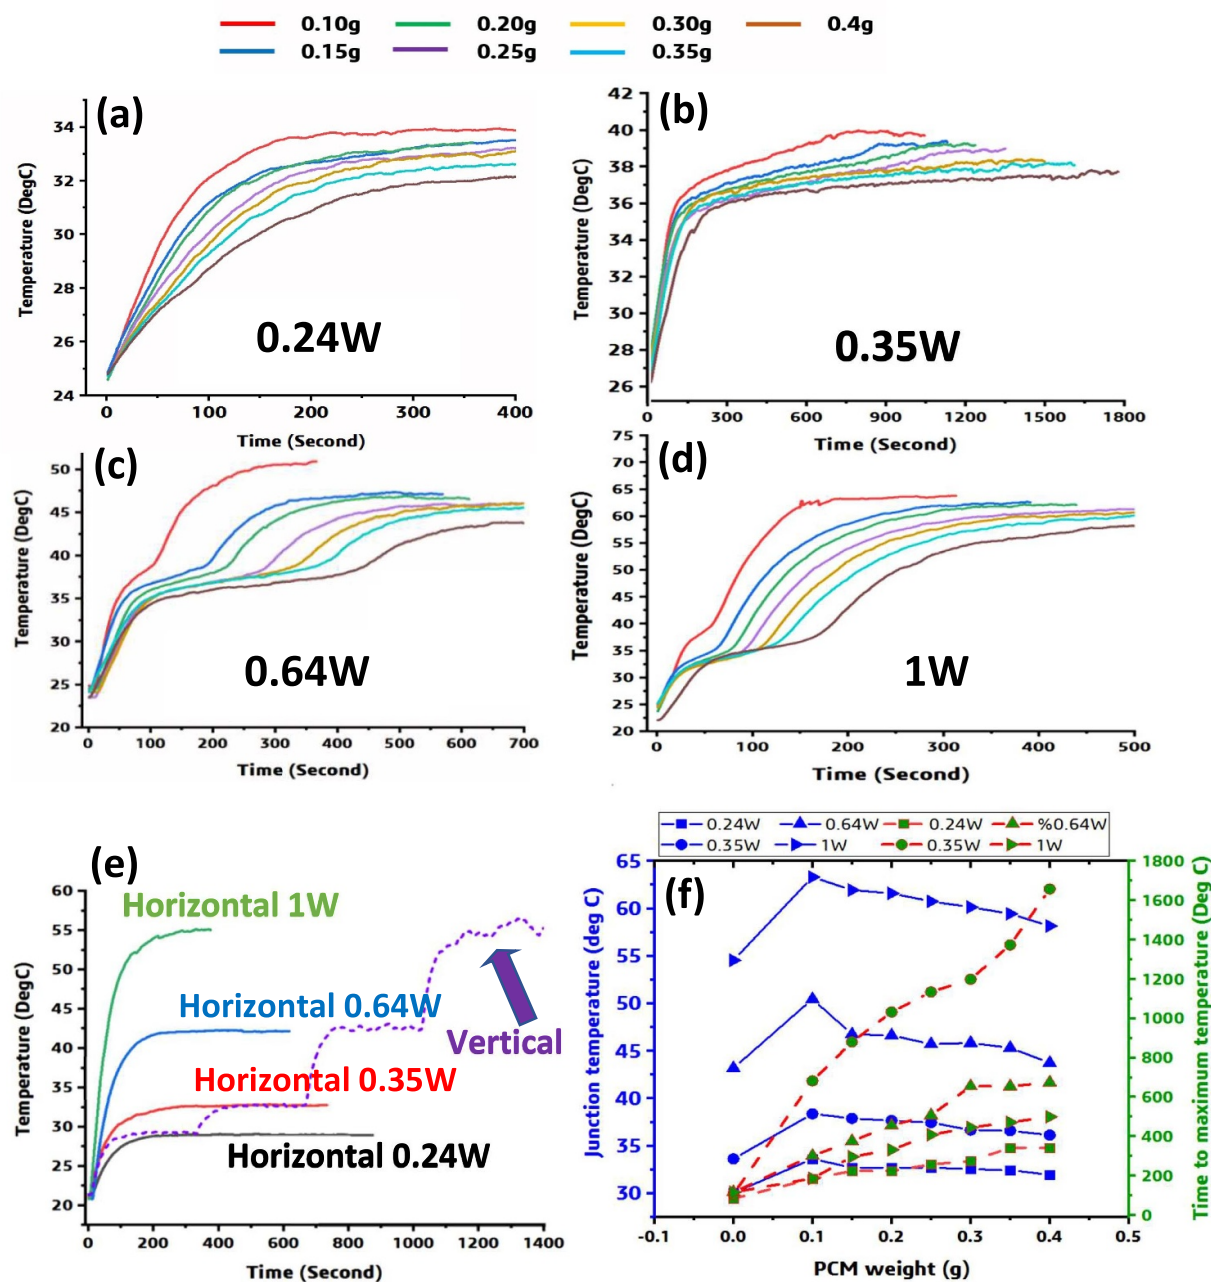 0.10g 0.20g 0.30g 0.4g
0.15g 0.25g 0.35g
(a)
34
32
30
28
26
24
Temperature (DegC)
0.24W
0 100 200 300 400
Time (Second)
(b)
42
40
38
36
34
32
30
28
26
Temperature (DegC)
0.35W
0 300 600 900 1200 1500 1800
Time (Second)
(c)
50
45
40
35
30
25
20
Temperature (DegC)
0.64W
0 100 200 300 400 500 600 700
Time (Second)
(d)
75
70
65
60
55
50
45
40
35
30
25
20
Temperature (DegC)
1W
0 100 200 300 400 500
Time (Second)
(e)
60
55
50
45
40
35
30
25
20
Temperature (DegC)
Horizontal 1W
Horizontal 0.64W
Vertical
Horizontal 0.35W
Horizontal 0.24W
0 200 400 600 800 1000 1200 1400
Time (Second)
0.24W 0.64W 0.24W %0.64W
0.35W 1W 0.35W 1W
(f)
65
60
55
50
45
40
35
30
Junction temperature (deg C)
1800
1600
1400
1200
1000
800
600
400
200
0
Time to maximum temperature (Deg C)
-0.1 0.0 0.1 0.2 0.3 0.4 0.5
PCM weight (g)